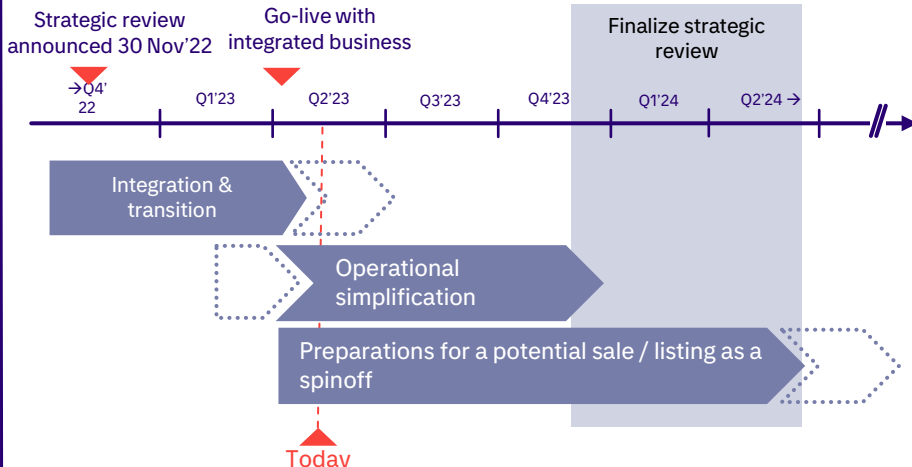 Strategic review
announced 30 Nov’22
Go-live with
integrated business
Finalize strategic
review
→Q4’
22
Q1’23
Q2’23
Q3’23
Q4’23
Q1’24
Q2’24 →
Integration &
transition
Operational
simplification
Preparations for a potential sale / listing as a
spinoff
Today